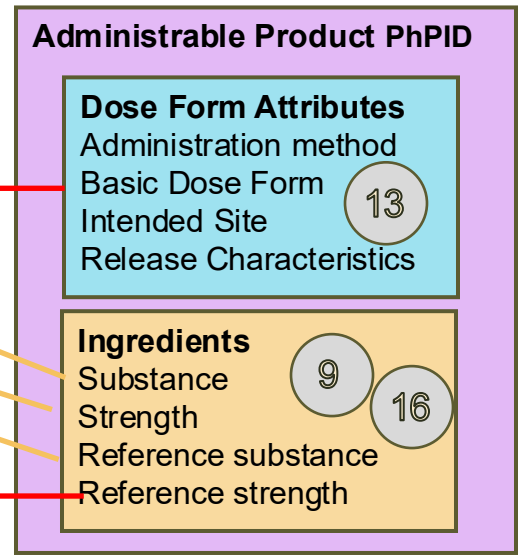 Administrable Product PhPID
Dose Form Attributes
Administration method
Basic Dose Form
13
Intended Site
Release Characteristics
Ingredients
9
Substance
16
Strength
Reference substance
Reference strength